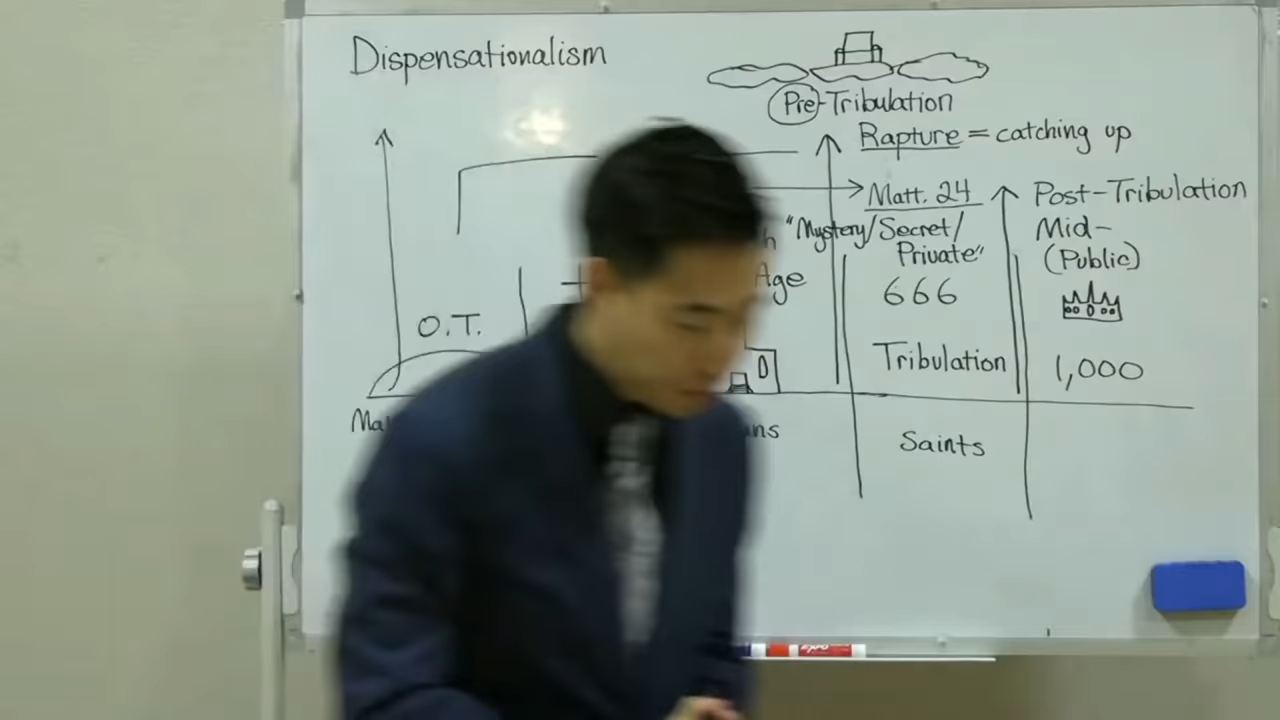 Dispensationalism
Pre-Tribulation
Rapture = catching up
Matt. 24
Post-Tribulation
"Mystery/Secret/
Private"
Mid-
(Public)
Age
666
O.T.
Tribulation
1,000
Saints
Expo